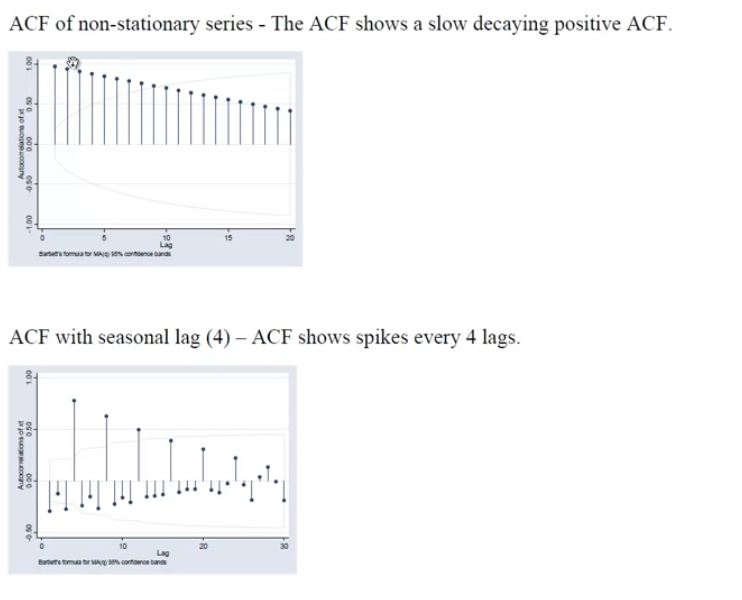 ACF of non-stationary series - The ACF shows a slow decaying positive ACF.
1.00
0.50
0.00
-0.50
-1.00
Autocorrelations of xt
0 5 10 15 20
Lag
Bartlett's formula for MA(q) 95% confidence bands
ACF with seasonal lag (4) – ACF shows spikes every 4 lags.
1.00
0.50
0.00
-0.50
Autocorrelations of xt
0 10 20 30
Lag
Bartlett's formula for MA(q) 95% confidence bands